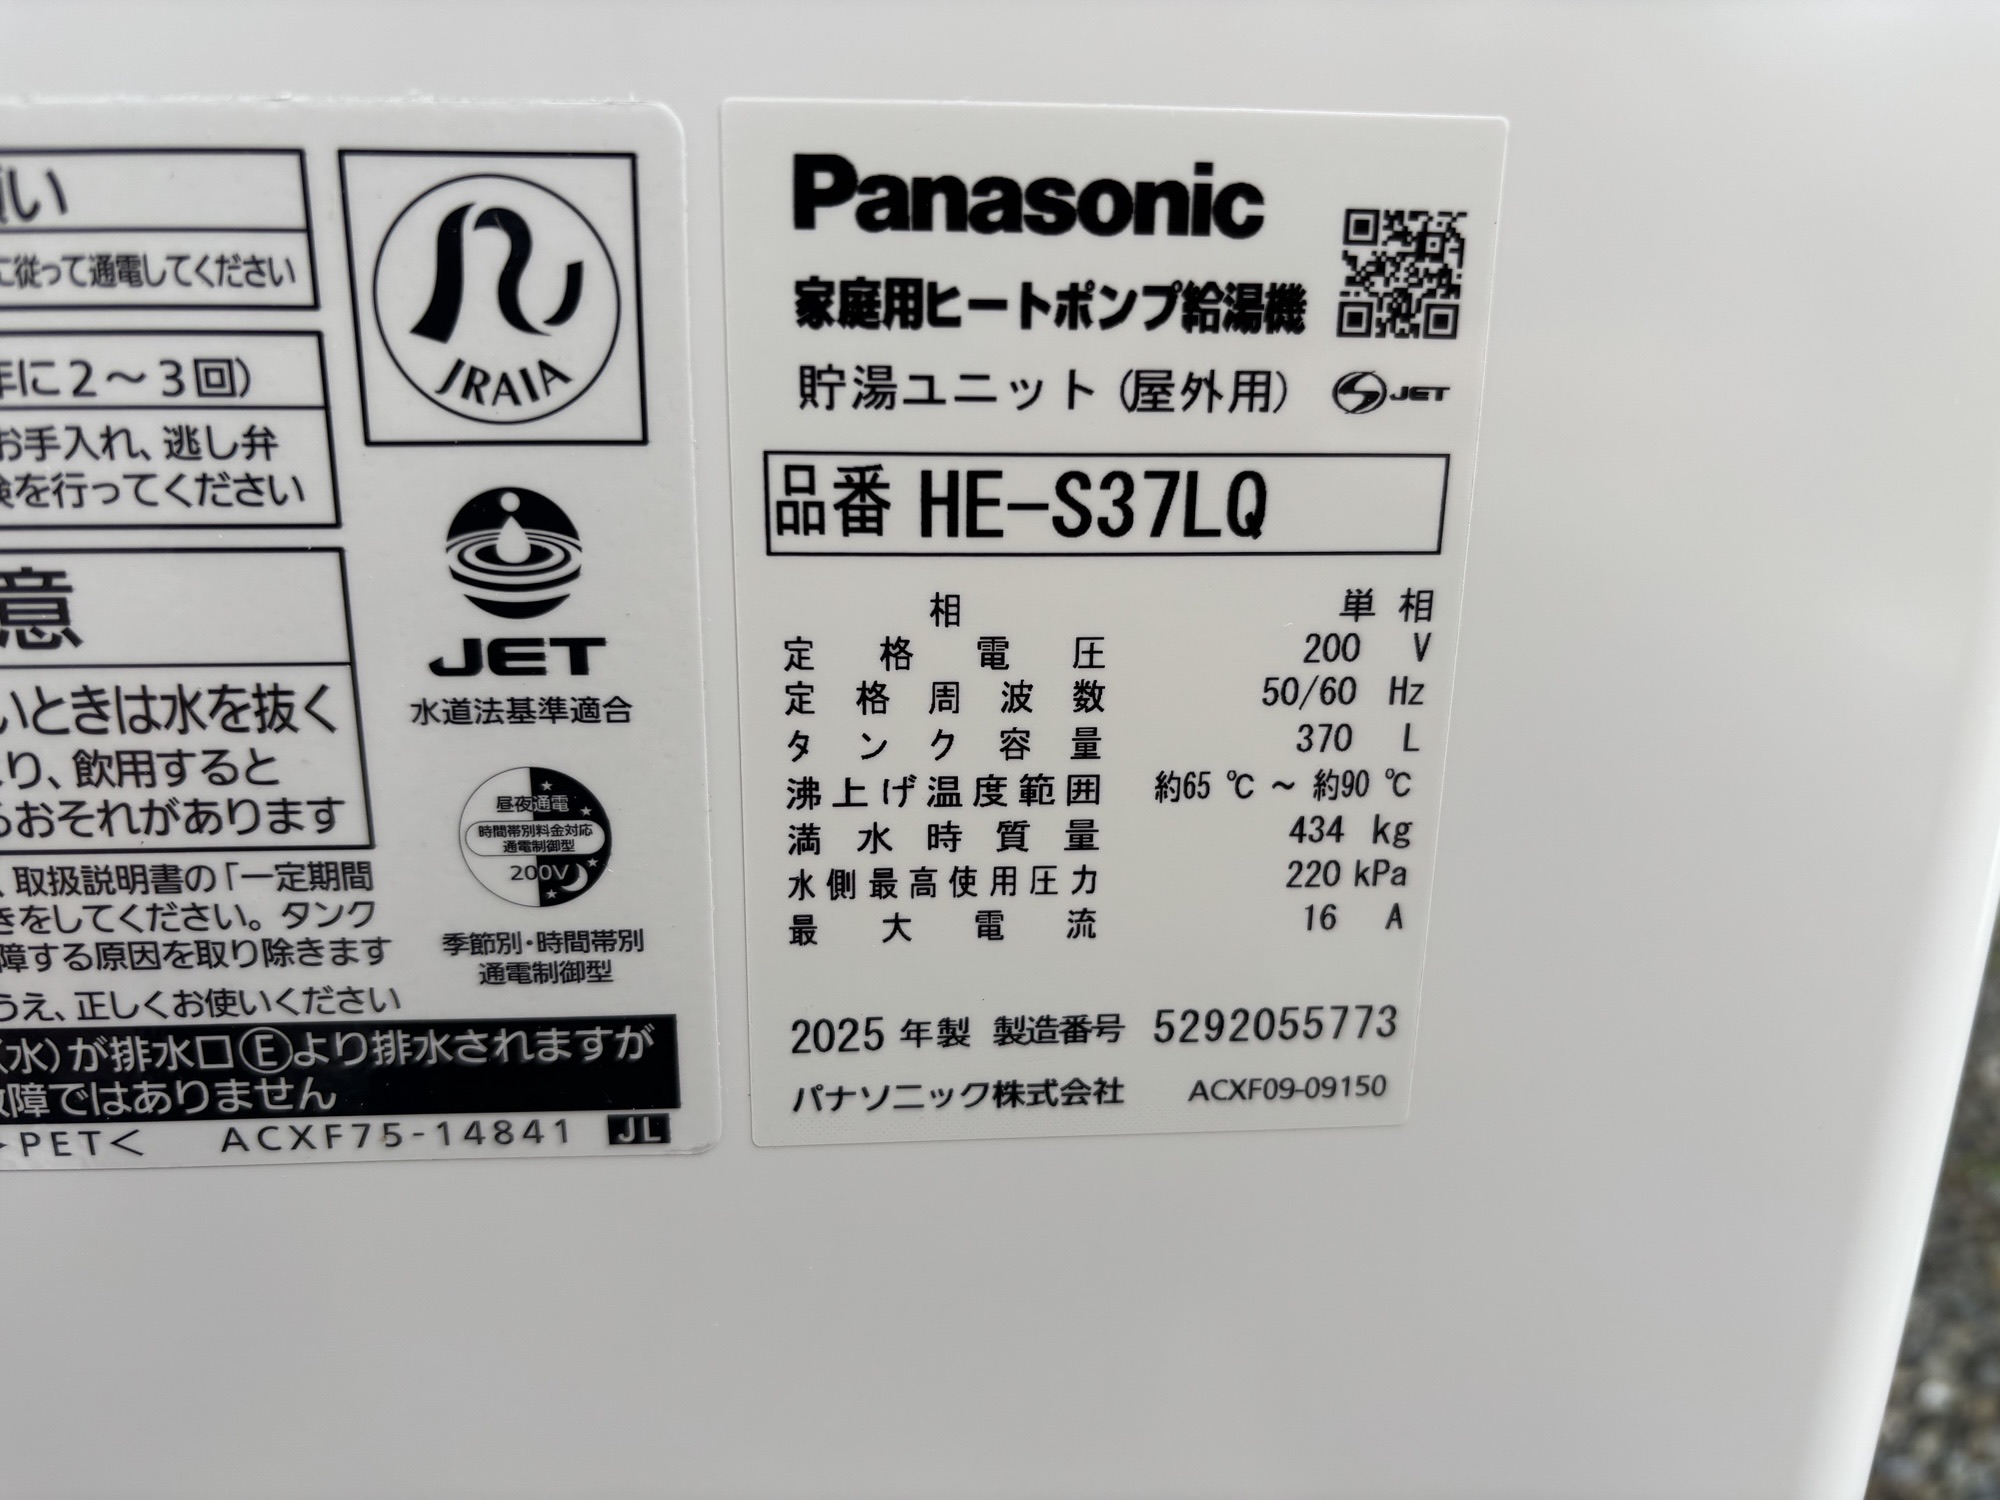 願い
に従って通電してください
年に2～3回）
お手入れ、逃し弁
検を行ってください
意
いときは水を抜く
り、飲用すると
るおそれがあります
、取扱説明書の「一定期間
きをしてください。タンク
障する原因を取り除きます
うえ、正しくお使いください
（水）が排水口Ⓔより排水されますが
故障ではありません
>PET<
ACXF75-14841
JL
JRAIA
JET
水道法基準適合
昼夜通電
時間帯別料金対応
通電制御型
200V
季節別・時間帯別
通電制御型
Panasonic
家庭用ヒートポンプ給湯機
貯湯ユニット（屋外用）
JET
品番 HE-S37LQ
相 単相
定格電圧 200 V
定格周波数 50/60 Hz
タンク容量 370 L
沸上げ温度範囲 約65℃～約90℃
満水時質量 434 kg
水側最高使用圧力 220 kPa
最大電流 16 A
2025年製 製造番号 5292055773
パナソニック株式会社 ACXF09-09150